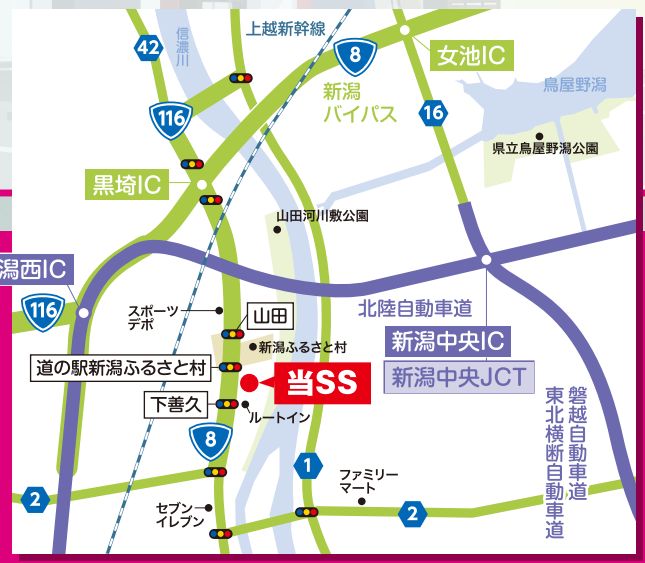 上越新幹線
42
信濃川
8
女池IC
新潟
バイパス
鳥屋野潟
116
16
県立鳥屋野潟公園
黒埼IC
山田河川敷公園
潟西IC
116
スポーツ
デポ
山田
北陸自動車道
新潟ふるさと村
新潟中央IC
道の駅新潟ふるさと村
当SS
新潟中央JCT
下善久
ルートイン
磐越自動車道
東北横断自動車道
8
1
ファミリー
マート
2
セブン
イレブン
2